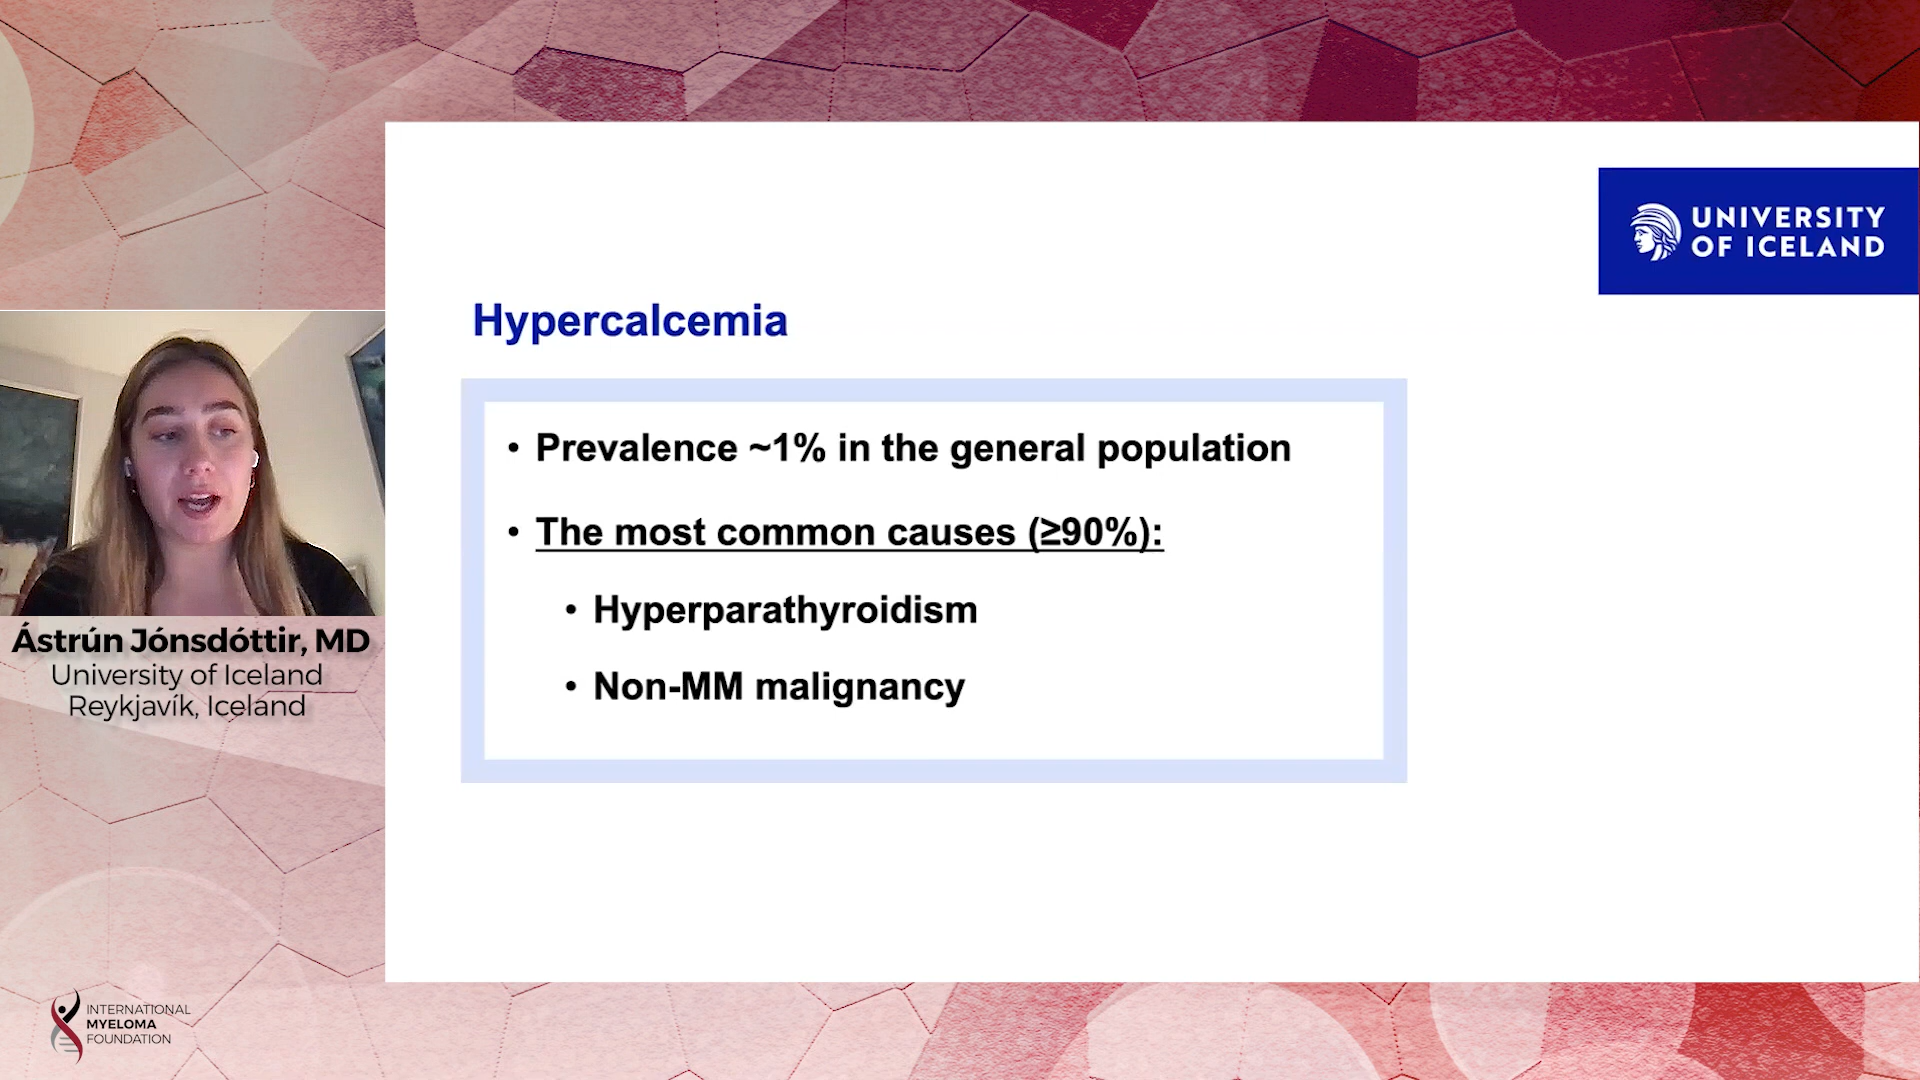 UNIVERSITY
OF ICELAND
Hypercalcemia
• Prevalence ~1% in the general population
• The most common causes (≥90%):
• Hyperparathyroidism
• Non-MM malignancy
Ástrún Jónsdóttir, MD
University of Iceland
Reykjavík, Iceland
INTERNATIONAL
MYELOMA
FOUNDATION